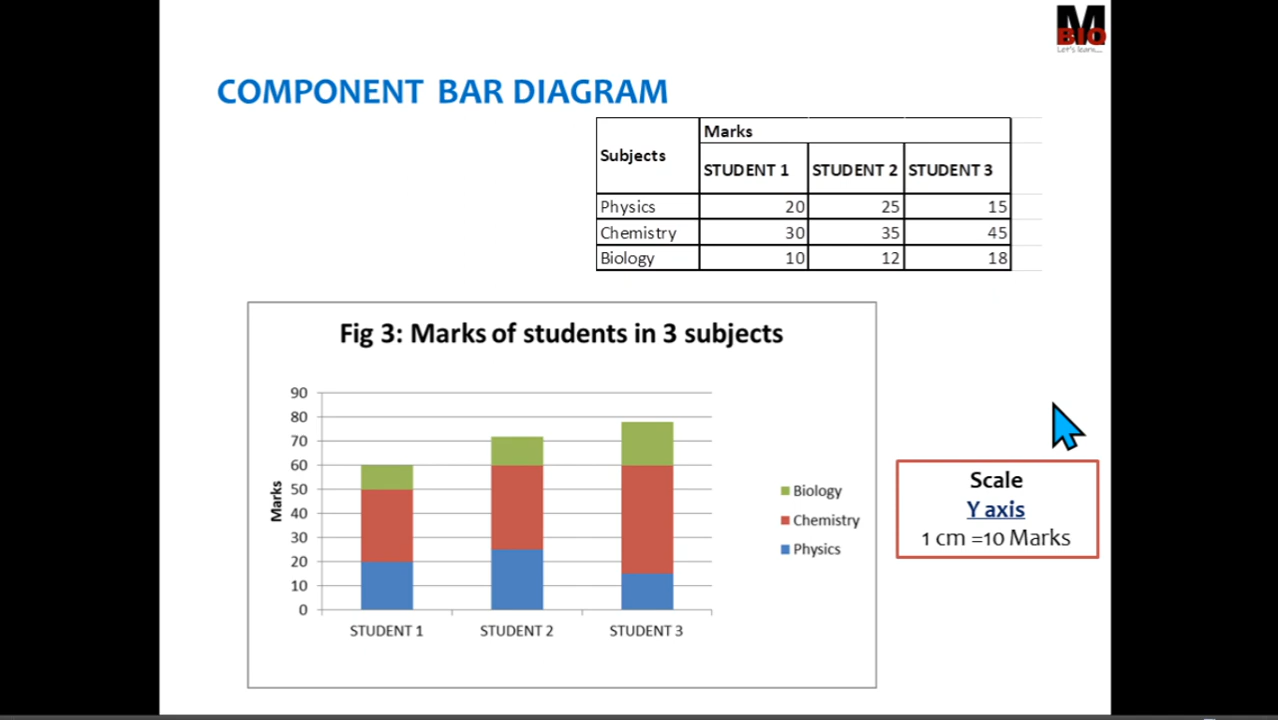 M
BIO
Let's learn....
COMPONENT BAR DIAGRAM
Subjects Marks
STUDENT 1 STUDENT 2 STUDENT 3
Physics 20 25 15
Chemistry 30 35 45
Biology 10 12 18
Fig 3: Marks of students in 3 subjects
90
80
70
60
50
40
30
20
10
0
Marks
STUDENT 1 STUDENT 2 STUDENT 3
Biology
Chemistry
Physics
Scale
Y axis
1 cm =10 Marks